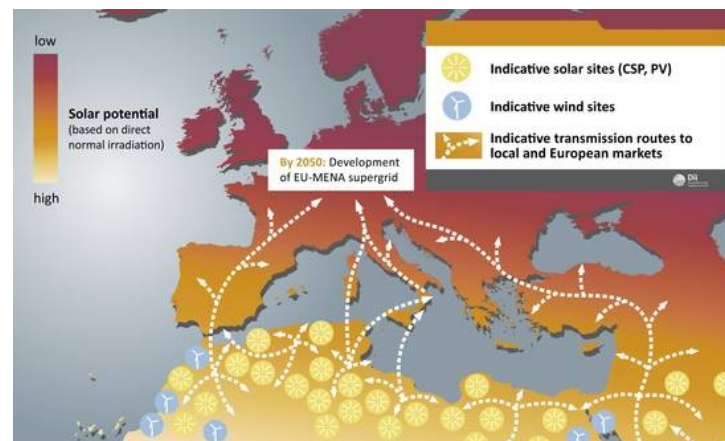 low
Solar potential
(based on direct
normal irradiation)
high
By 2050: Development
of EU-MENA supergrid
Indicative solar sites (CSP, PV)
Indicative wind sites
Indicative transmission routes to
local and European markets
Dii